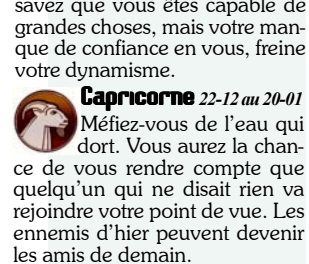 savez que vous êtes capable de
grandes choses, mais votre man-
que de confiance en vous, freine
votre dynamisme.
Capricorne 22-12 au 20-01
Méfiez-vous de l'eau qui
dort. Vous aurez la chan-
ce de vous rendre compte que
quelqu'un qui ne disait rien va
rejoindre votre point de vue. Les
ennemis d'hier peuvent devenir
les amis de demain.